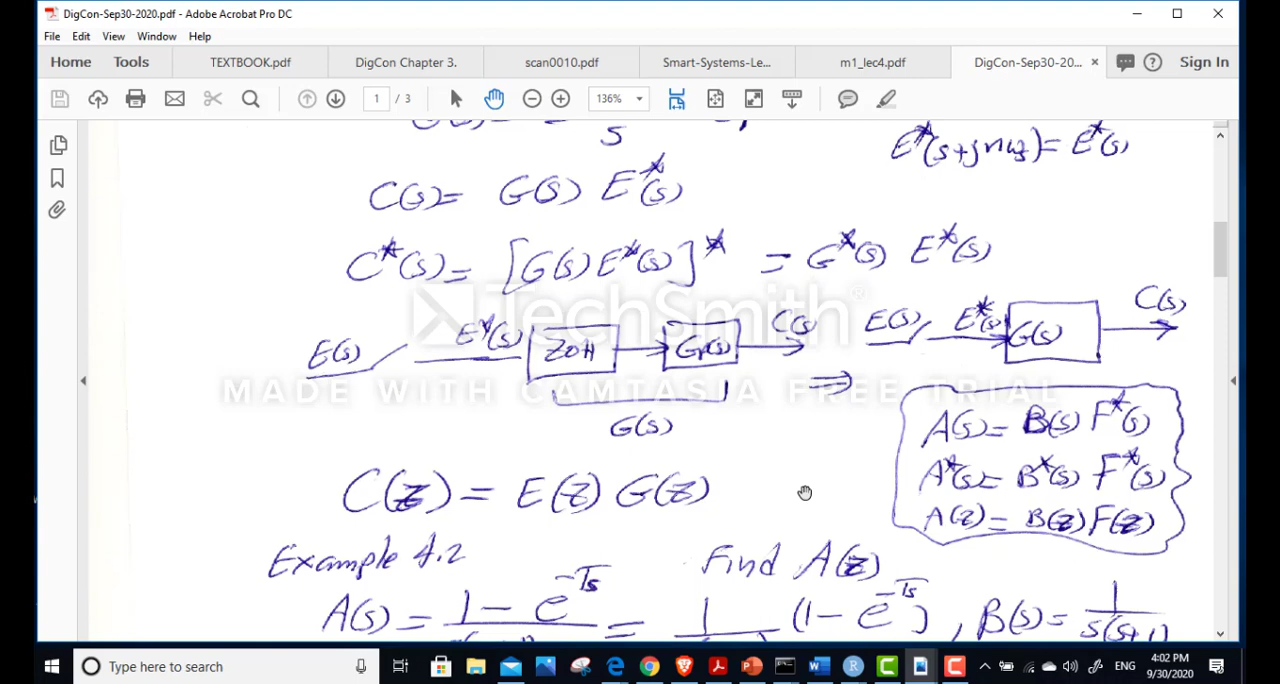 DigCon-Sep30-2020.pdf - Adobe Acrobat Pro DC
File Edit View Window Help
Home Tools TEXTBOOK.pdf DigCon Chapter 3. scan0010.pdf Smart-Systems-Le... m1_lec4.pdf DigCon-Sep30-20... × Sign In
1 / 3 136%
S
E*(s+jnωs) = E*(s)
C(s) = G(s) E*(s)
C*(s) = [G(s)E*(s)]* = G*(s) E*(s)
TechSmith®
E(s) E*(s) ZOH Gp(s) C(s) ⇒ E(s) E*(s) G(s) C(s)
MADE WITH CAMTASIA FREE TRIAL
G(s)
A(s) = B(s) F*(s)
A*(s) = B*(s) F*(s)
A(z) = B(z) F(z)
C(z) = E(z) G(z)
Example 4.2 Find A(z)
A(s) = 1 - e^-Ts = 1 (1 - e^-Ts), B(s) = 1/s(s+1)
Type here to search
ENG
4:02 PM
9/30/2020